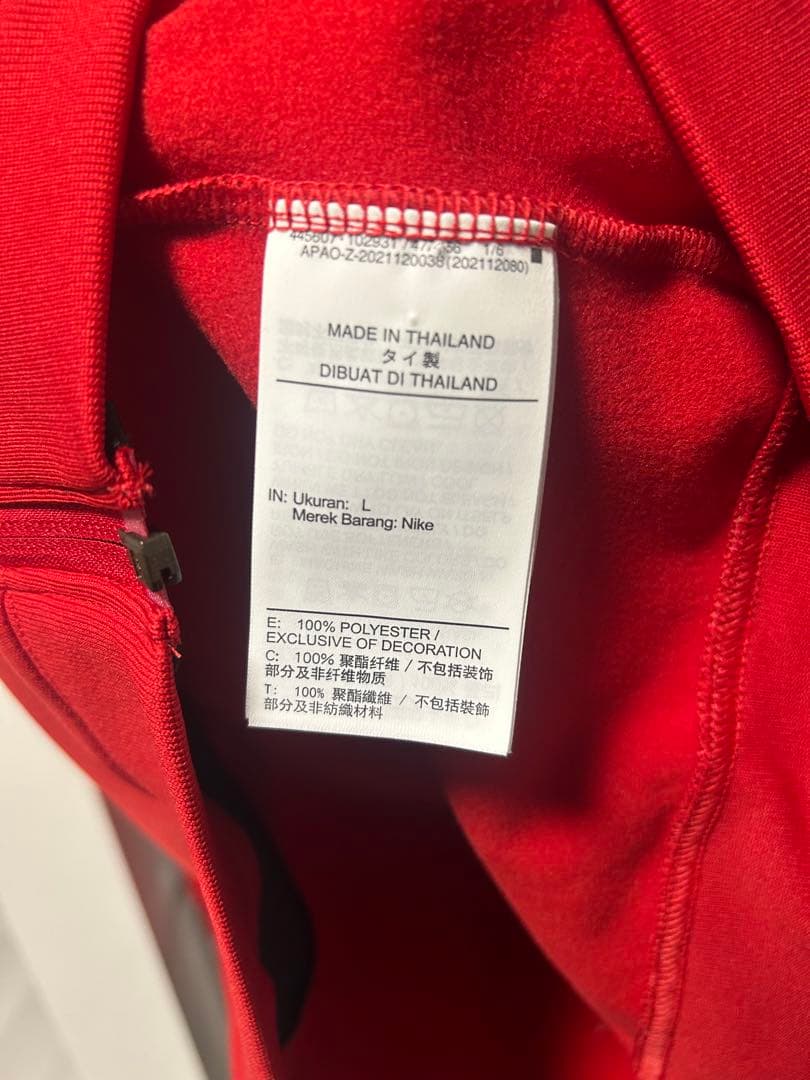 APAO-Z-2021120038(202112080)
MADE IN THAILAND
タイ製
DIBUAT DI THAILAND
IN: Ukuran: L
Merek Barang: Nike
E: 100% POLYESTER /
EXCLUSIVE OF DECORATION
C: 100% 聚酯纤维 / 不包括装饰
部分及非纤维物质
T: 100% 聚酯纖維 / 不包括裝飾
部分及非紡織材料